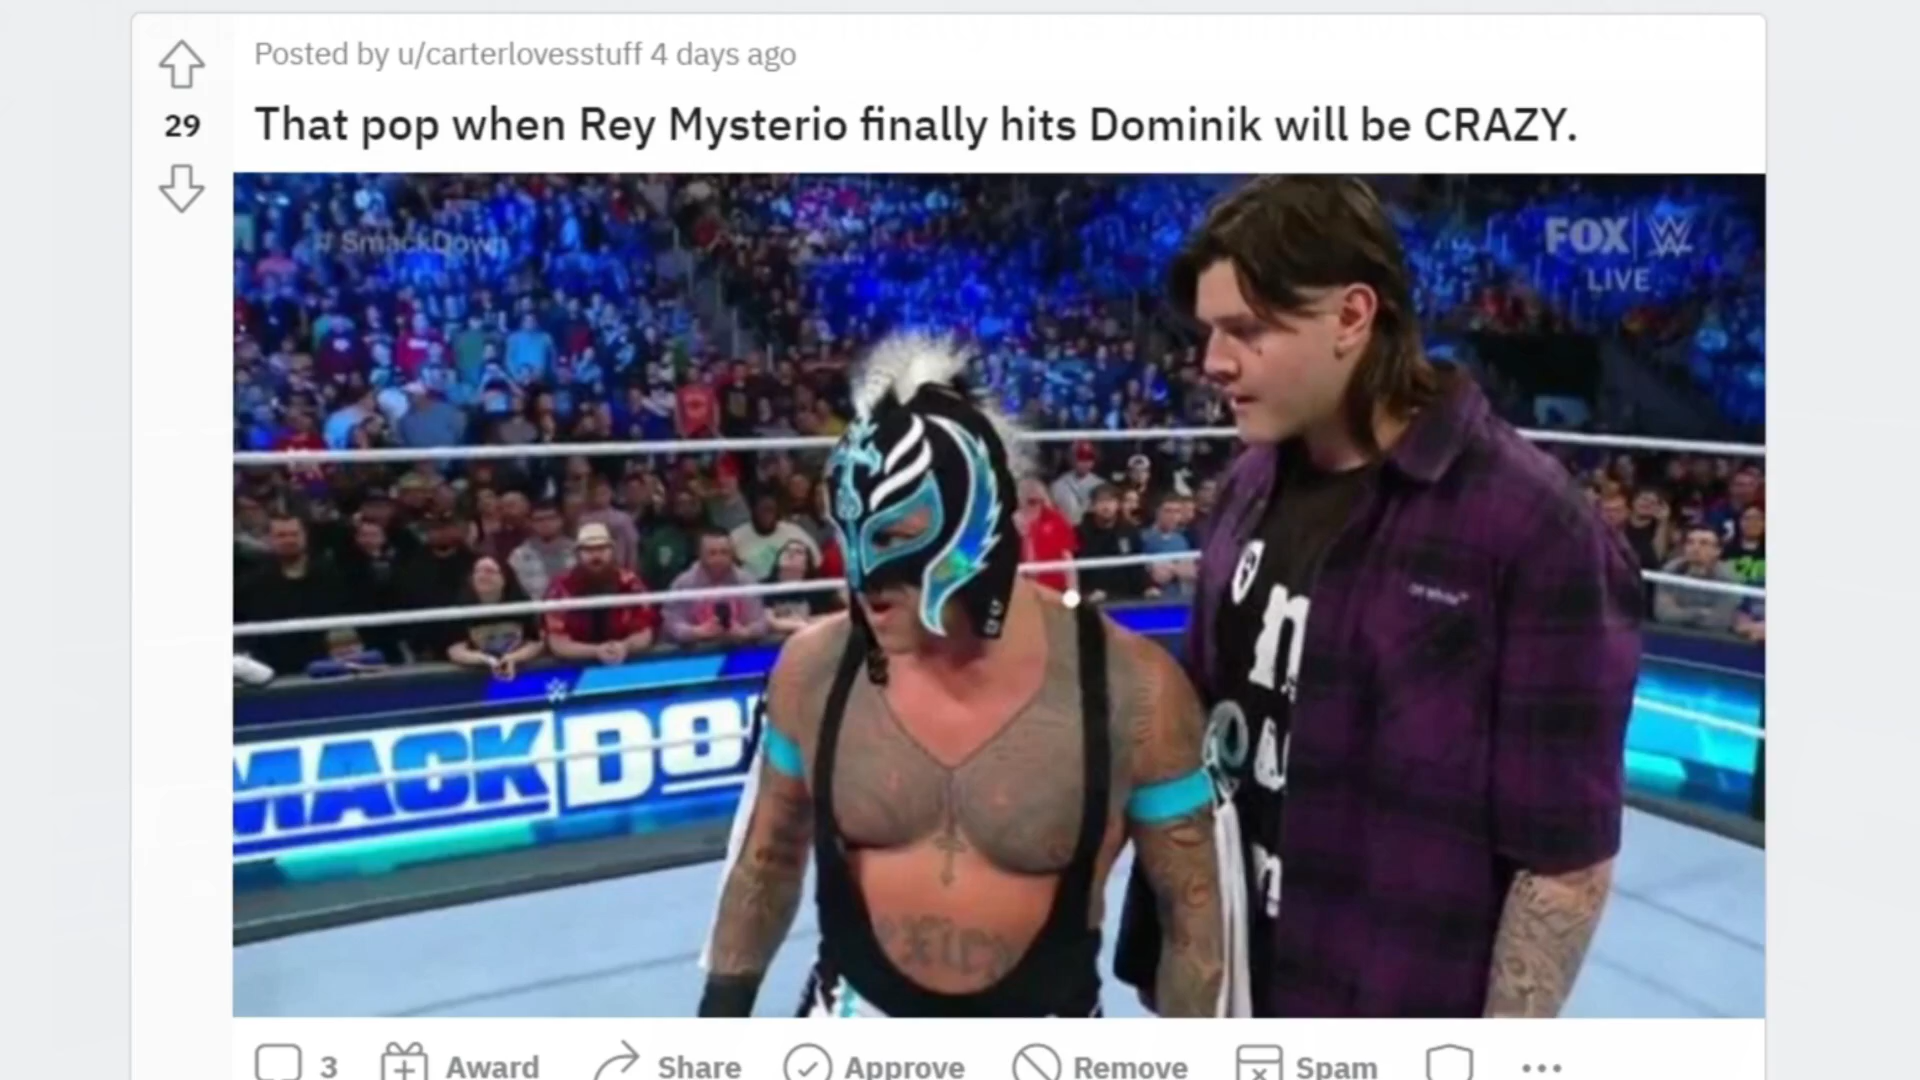 Posted by u/carterlovesstuff 4 days ago
29
That pop when Rey Mysterio finally hits Dominik will be CRAZY.
# SmackDown
FOX W
LIVE
MACKDO
3
Award
Share
Approve
Remove
Spam